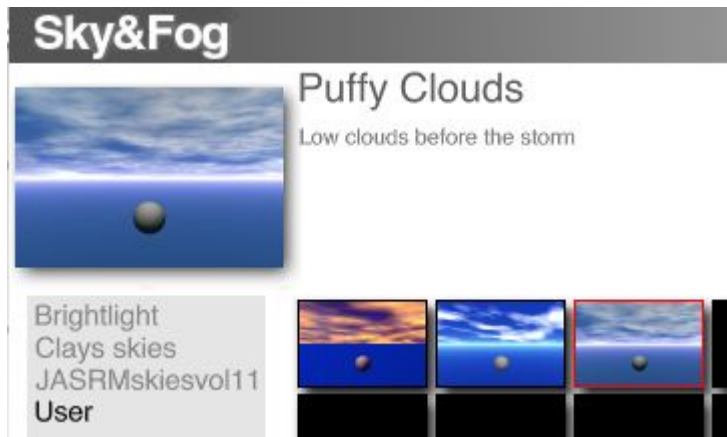 Sky&Fog
Puffy Clouds
Low clouds before the storm
Brightlight
Clays skies
JASRMskiesvol11
User